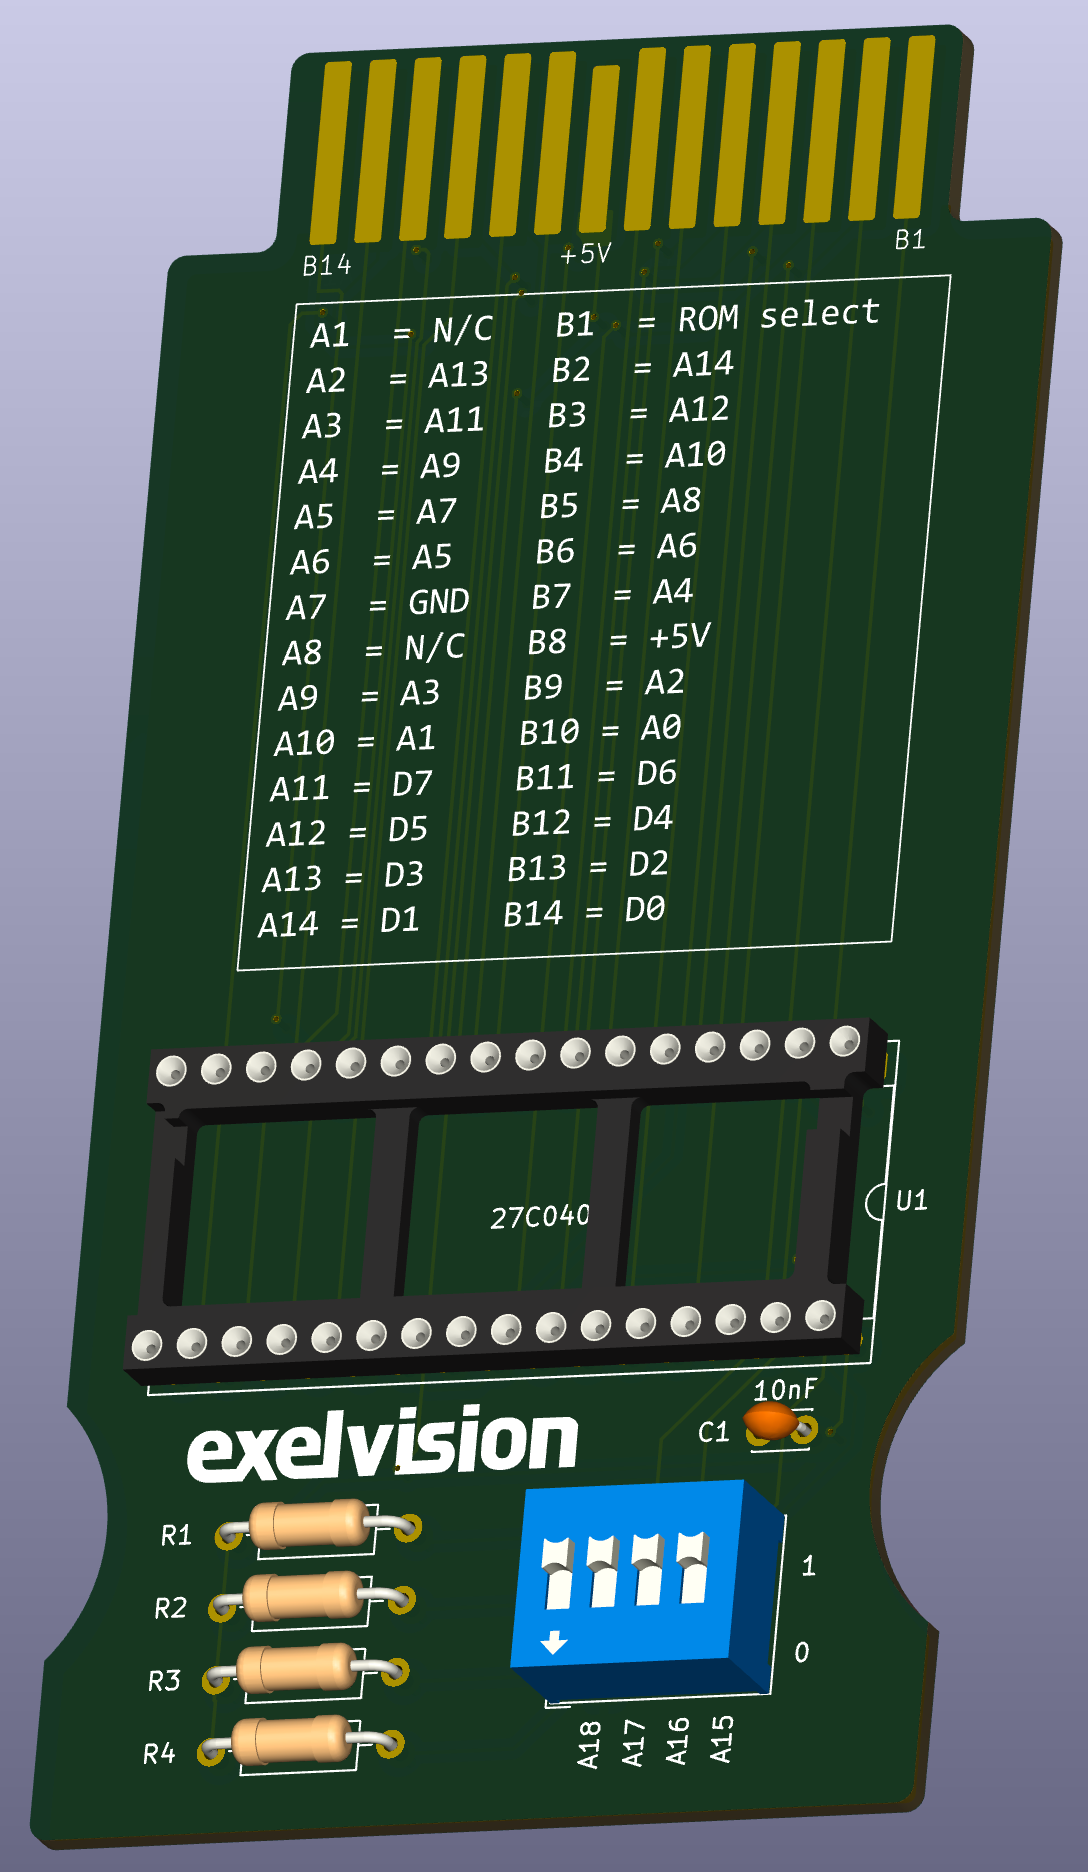 B14 +5V B1
A1 = N/C B1 = ROM select
A2 = A13 B2 = A14
A3 = A11 B3 = A12
A4 = A9 B4 = A10
A5 = A7 B5 = A8
A6 = A5 B6 = A6
A7 = GND B7 = A4
A8 = N/C B8 = +5V
A9 = A3 B9 = A2
A10 = A1 B10 = A0
A11 = D7 B11 = D6
A12 = D5 B12 = D4
A13 = D3 B13 = D2
A14 = D1 B14 = D0
27C040
U1
10nF
C1
exelvision
R1
R2
R3
R4
1
0
A18 A17 A16 A15